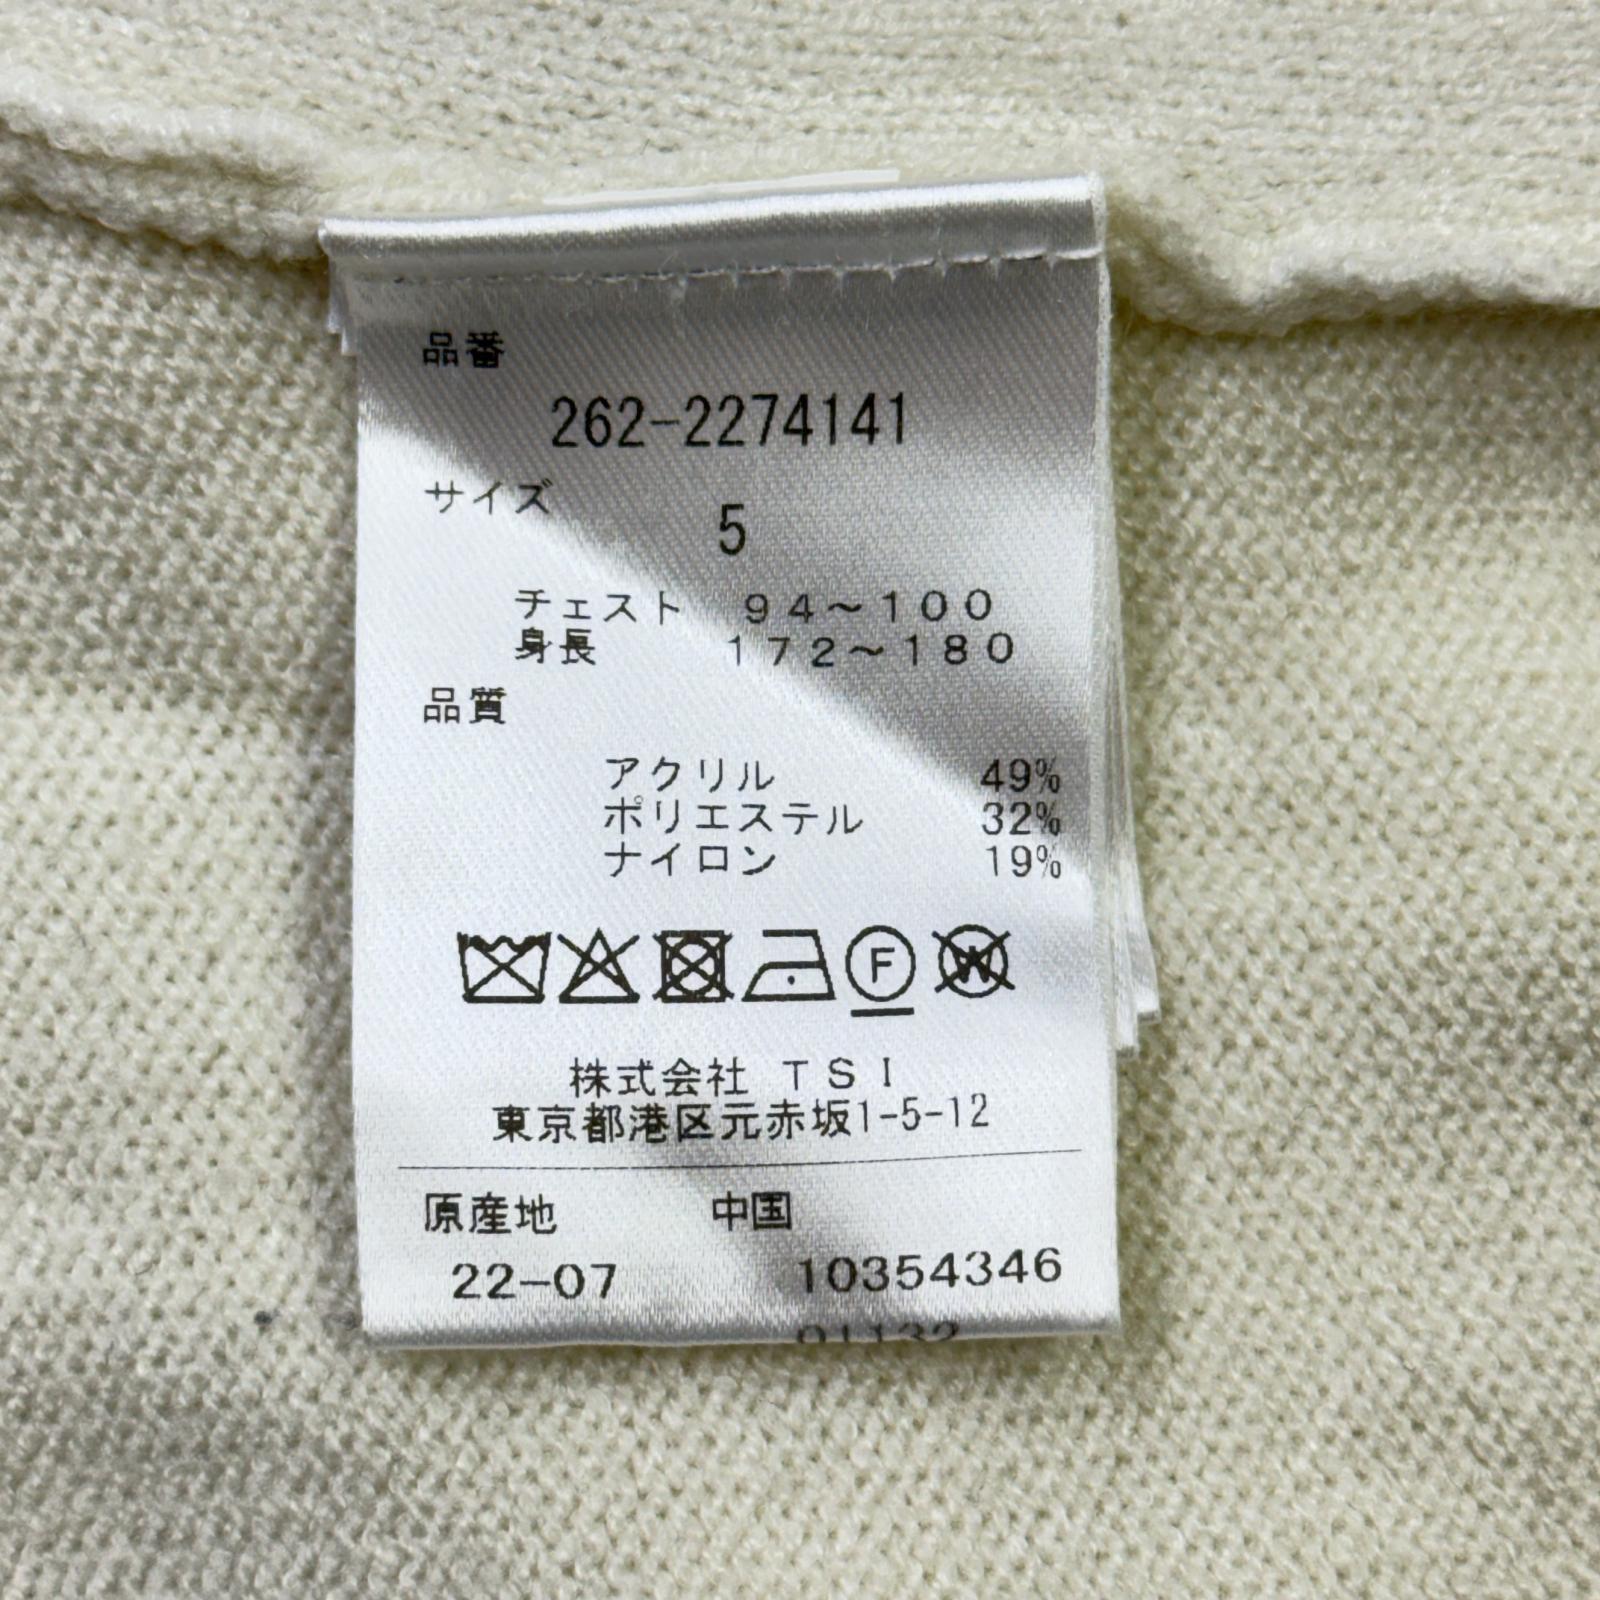 品番
262-2274141
サイズ
5
チェスト 94～100
身長 172～180
品質
アクリル 49%
ポリエステル 32%
ナイロン 19%
F
W
株式会社 TSI
東京都港区元赤坂1-5-12
原産地 中国
22-07 10354346
01132